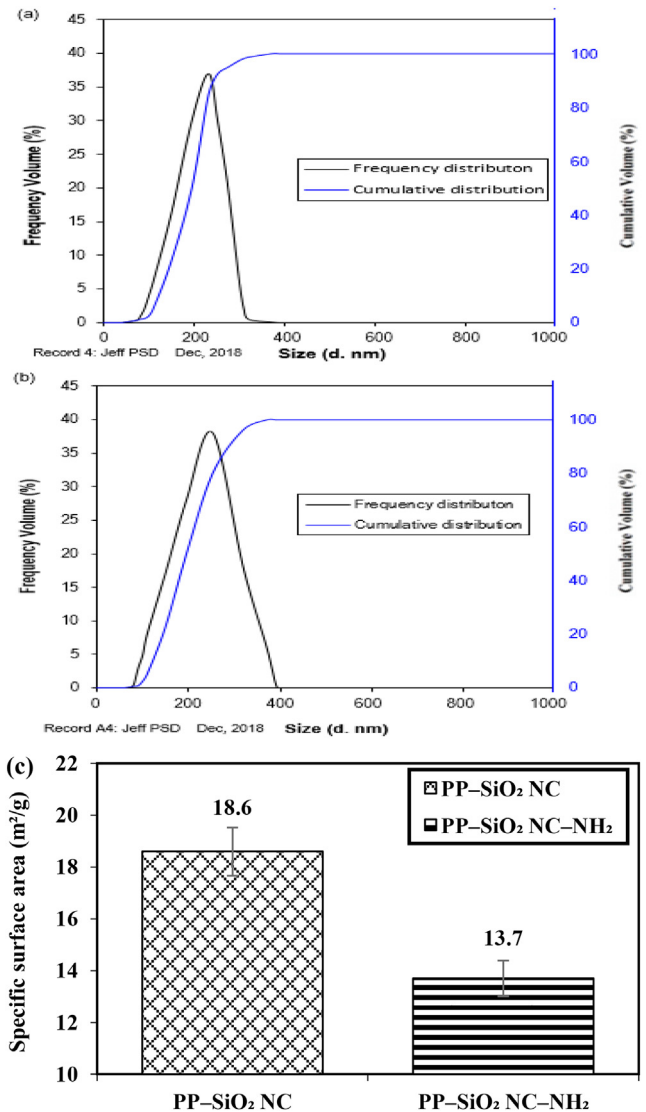 (a)
45
40
35
30
25
20
15
10
5
0
Frequency Volume (%)
100
80
60
40
20
0
Cumulative Volume (%)
Frequency distributon
Cumulative distribution
0 200 400 600 800 1000
Record 4: Jeff PSD Dec, 2018 Size (d. nm)
(b)
45
40
35
30
25
20
15
10
5
0
Frequency Volume (%)
100
80
60
40
20
0
Cumulative Volume (%)
Frequency distributon
Cumulative distribution
0 200 400 600 800 1000
Record A4: Jeff PSD Dec, 2018 Size (d. nm)
(c)
22
20
18
16
14
12
10
Specific surface area (m²/g)
PP–SiO₂ NC
PP–SiO₂ NC–NH₂
18.6
13.7
PP–SiO₂ NC PP–SiO₂ NC–NH₂